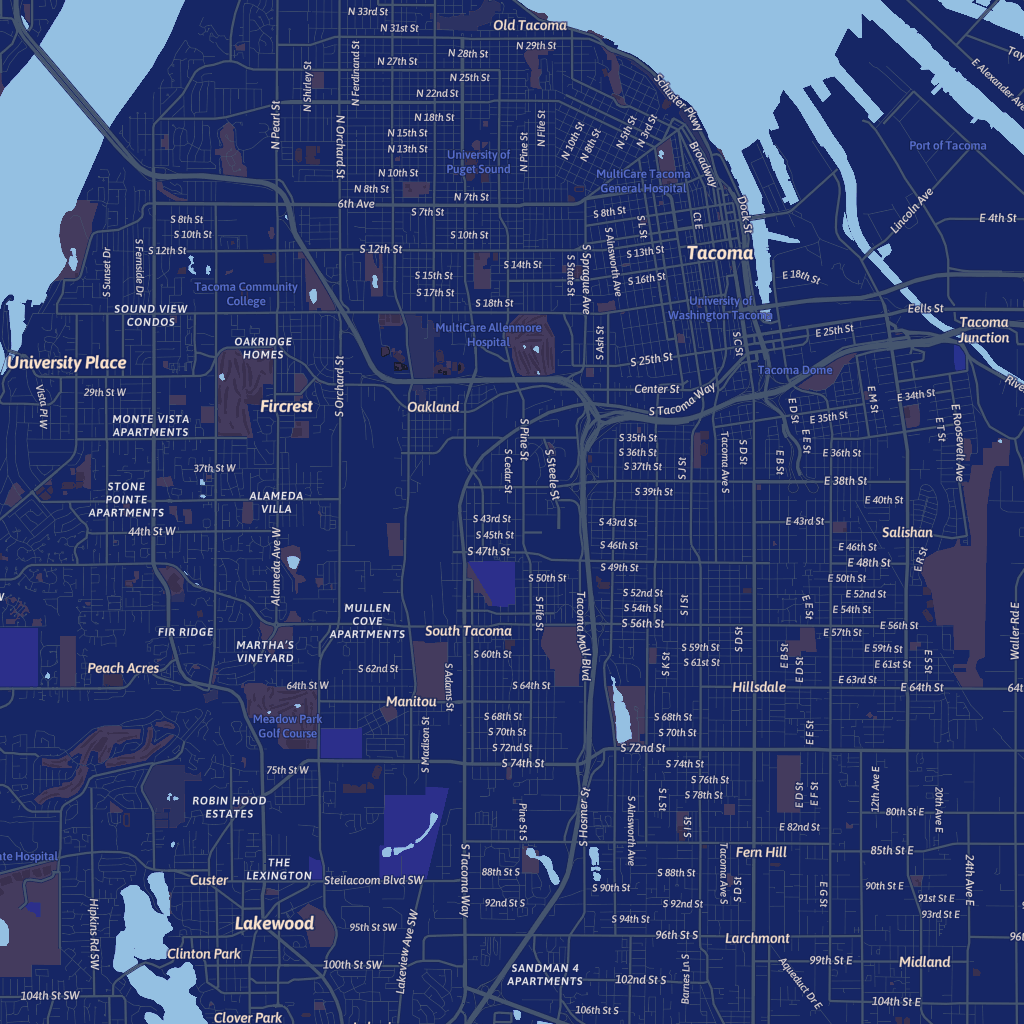 N 33rd St
Old Tacoma
N 31st St
N 29th St
N 28th St
N 27th St
N 25th St
N 22nd St
N Shirley St
N Ferdinand St
Schuster Pkwy
E Alexander Ave
N Pearl St
N Orchard St
N 18th St
N 15th St
N 13th St
N Pine St
N Fife St
N 10th St
N 8th St
N 5th St
N 3rd St
Broadway
Port of Tacoma
University of
Puget Sound
N 10th St
MultiCare Tacoma
General Hospital
N 8th St
N 7th St
6th Ave
S 7th St
S 8th St
S 8th St
Dock St
Lincoln Ave
E 4th St
S 10th St
S 10th St
S L St
Ct E
S 12th St
S 12th St
S 13th St
Tacoma
S Sunset Dr
S Fernside Dr
S 14th St
S 15th St
S 16th St
S State St
S Sprague Ave
S Ainsworth Ave
E 18th St
Tacoma Community
College
S 17th St
S 18th St
University of
Washington Tacoma
SOUND VIEW
CONDOS
Eells St
Tacoma
Junction
MultiCare Allenmore
Hospital
E 25th St
S C St
S Ash St
OAKRIDGE
HOMES
University Place
S 25th St
Tacoma Dome
River
Vista Pl W
29th St W
S Orchard St
Center St
S Tacoma Way
Fircrest
Oakland
E D St
E M St
E 34th St
E 35th St
E T St
E Roosevelt Ave
MONTE VISTA
APARTMENTS
S Pine St
S 35th St
S 36th St
S 37th St
E E St
E 36th St
Tacoma Ave S
S D St
E B St
S Cedar St
S Steele St
S J St
37th St W
E 38th St
STONE
POINTE
APARTMENTS
ALAMEDA
VILLA
S 39th St
E 40th St
S 43rd St
S 43rd St
E 43rd St
44th St W
S 45th St
Salishan
Alameda Ave W
S 47th St
S 46th St
E 46th St
E 48th St
E R St
S 49th St
S 50th St
E 50th St
S 52nd St
E 52nd St
S I St
S 54th St
E 54th St
E E St
S Fife St
Tacoma Mall Blvd
MULLEN
COVE
APARTMENTS
S 56th St
E 56th St
Waller Rd E
FIR RIDGE
South Tacoma
E 57th St
S D St
MARTHA'S
VINEYARD
S 59th St
E 59th St
S 60th St
S 61st St
E 61st St
S K St
E B St
E D St
E S St
Peach Acres
S 62nd St
S Adams St
E 63rd St
64th St W
S 64th St
Hillsdale
E 64th St
64t
Manitou
Meadow Park
Golf Course
S 68th St
S 68th St
S 70th St
S 70th St
S Madison St
E E St
S 72nd St
S 72nd St
S 74th St
S 74th St
75th St W
S 76th St
S 78th St
ROBIN HOOD
ESTATES
S Hosmer St
S L St
E D St
E F St
12th Ave E
20th Ave E
80th St E
Pine St S
S Ainsworth Ave
S I St
E 82nd St
ate Hospital
Fern Hill
85th St E
THE
LEXINGTON
S Tacoma Way
Tacoma Ave S
24th Ave E
Custer
Steilacoom Blvd SW
88th St S
S 88th St
S 90th St
90th St E
S D S
E G St
91st St E
93rd St E
Hipkins Rd SW
92nd St S
S 92nd St
Lakewood
95th St SW
S 94th St
96th St S
Larchmont
96t
Lakeview Ave SW
Clinton Park
100th St SW
99th St E
Midland
SANDMAN 4
APARTMENTS
102nd St S
Barnes Ln S
Aqueduct Dr E
104th St SW
104th St E
106th St S
Clover Park